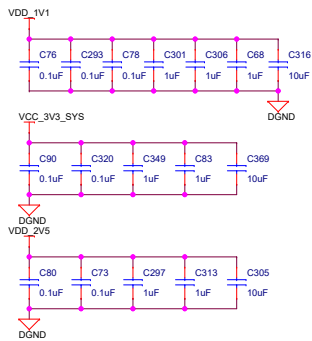 VDD_1V1
C76 C293 C78 C301 C306 C68 C316
0.1uF 0.1uF 0.1uF 1uF 1uF 1uF 10uF
DGND
VCC_3V3_SYS
C90 C320 C349 C83 C369
0.1uF 0.1uF 1uF 1uF 10uF
DGND
VDD_2V5
C80 C73 C297 C313 C305
0.1uF 0.1uF 1uF 1uF 10uF
DGND